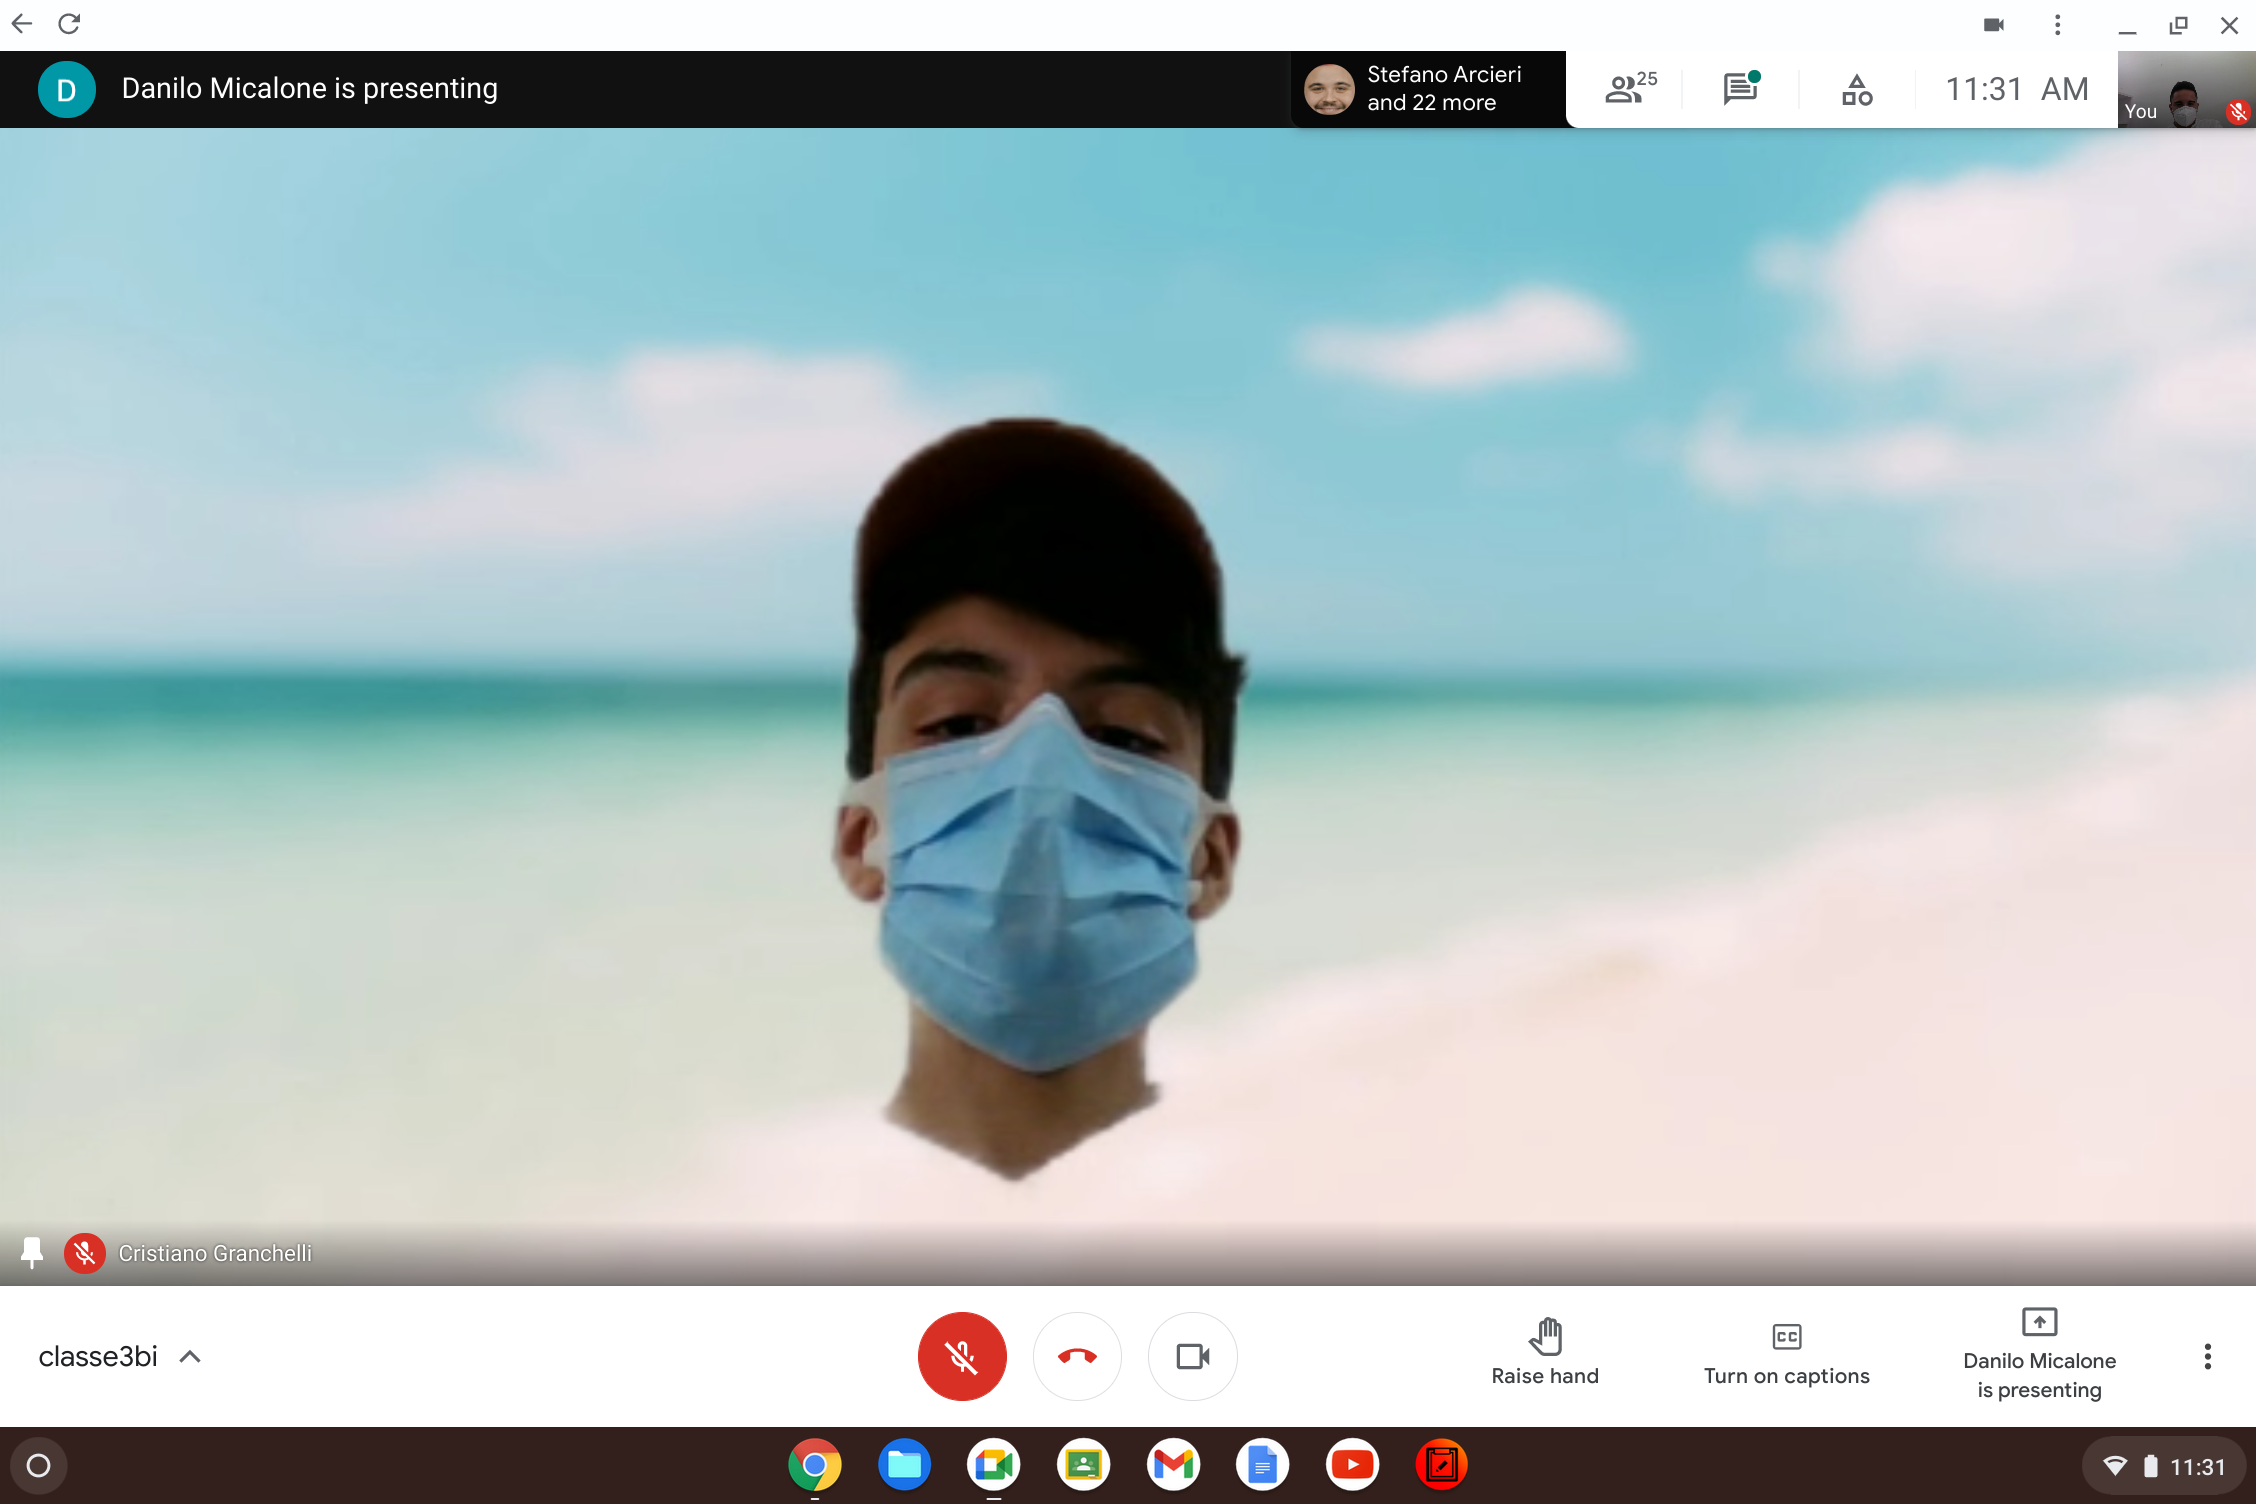 D
Danilo Micalone is presenting
Stefano Arcieri
and 22 more
25
11:31 AM
You
Cristiano Granchelli
classe3bi
Raise hand
CC
Turn on captions
Danilo Micalone
is presenting
11:31